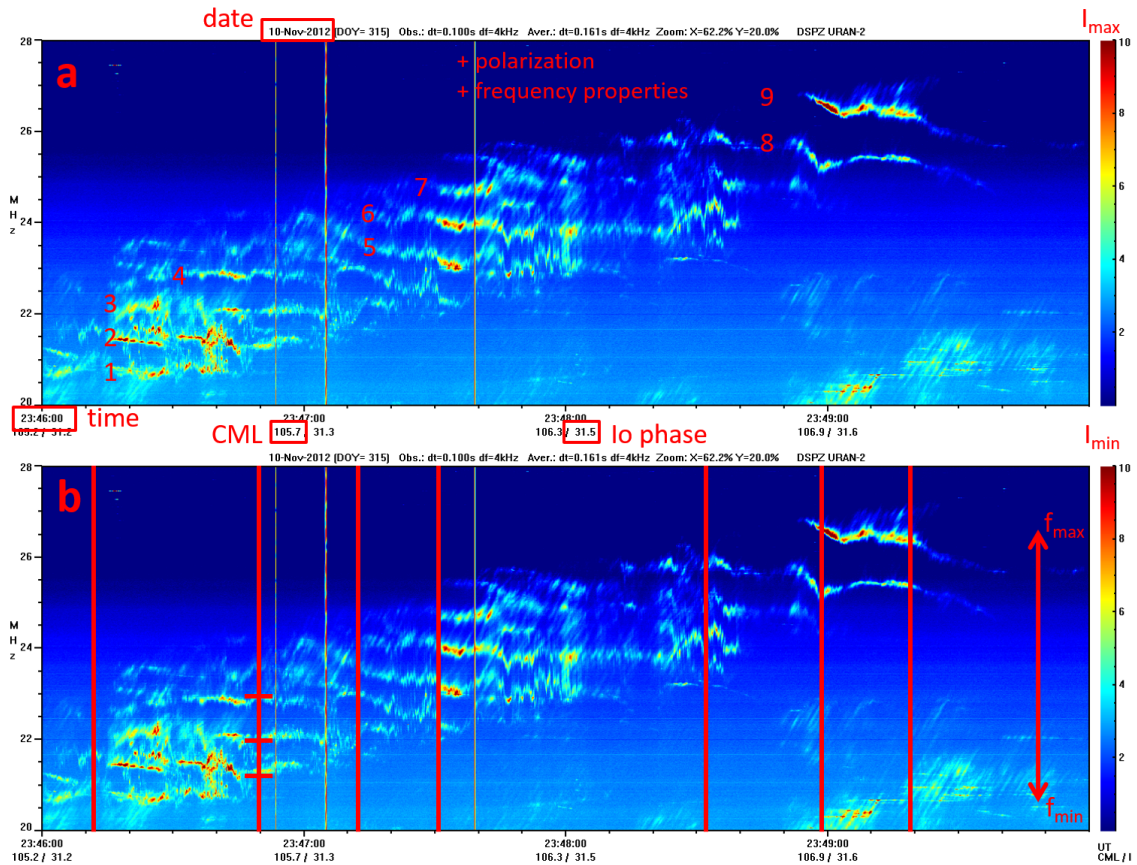 date
10-Nov-2012 (DOY= 315) Obs.: dt=0.100s df=4kHz Aver.: dt=0.161s df=4kHz Zoom: X=62.2% Y=20.0% DSPZ URAN-2
Imax
28
10
a
+ polarization
+ frequency properties
9
8
26
8
7
24
6
6
5
M
H
z
4
4
22
3
2
2
1
20
23:46:00
time
23:47:00
23:48:00
23:49:00
105.2 / 31.2
CML
105.7 / 31.3
106.3 / 31.5
Io phase
106.9 / 31.6
Imin
10-Nov-2012 (DOY= 315) Obs.: dt=0.100s df=4kHz Aver.: dt=0.161s df=4kHz Zoom: X=62.2% Y=20.0% DSPZ URAN-2
28
10
b
fmax
26
8
24
6
M
H
z
4
22
2
fmin
20
23:46:00
23:47:00
23:48:00
23:49:00
UT
105.2 / 31.2
105.7 / 31.3
106.3 / 31.5
106.9 / 31.6
CML / I